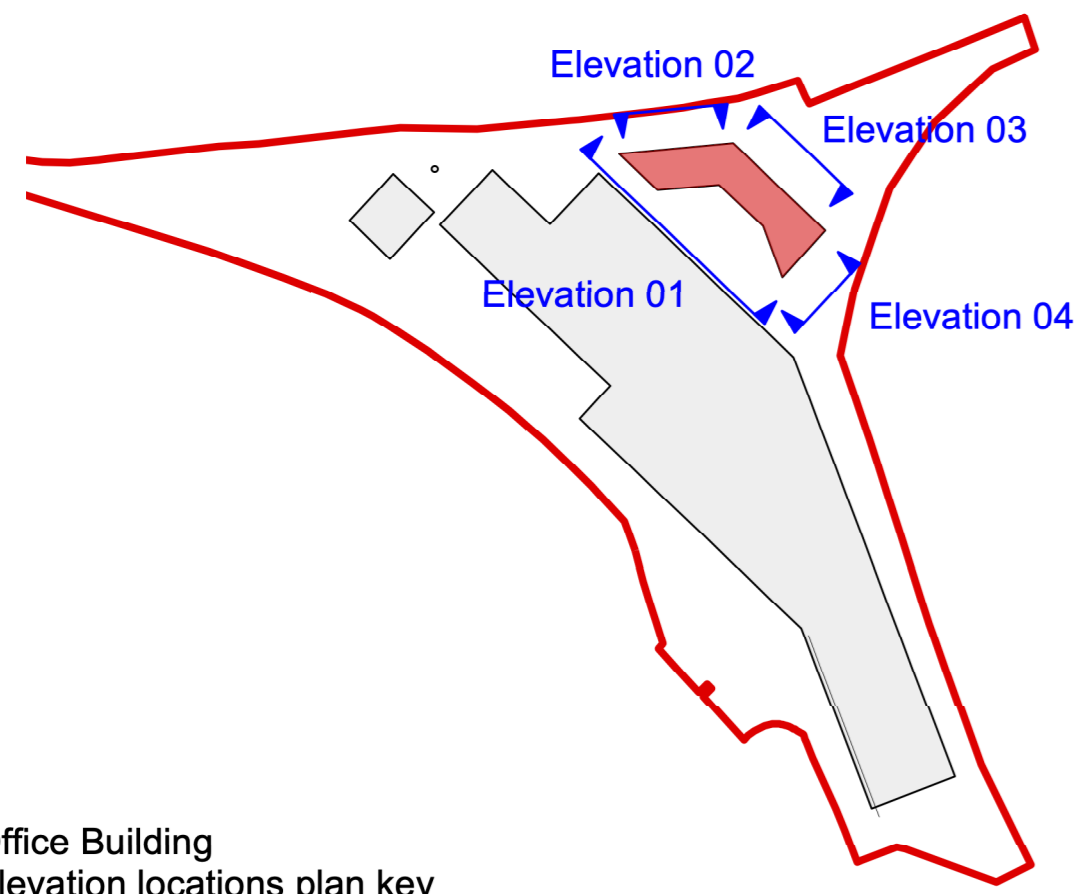 Elevation 02
Elevation 03
Elevation 01
Elevation 04
ffice Building
levation locations plan key